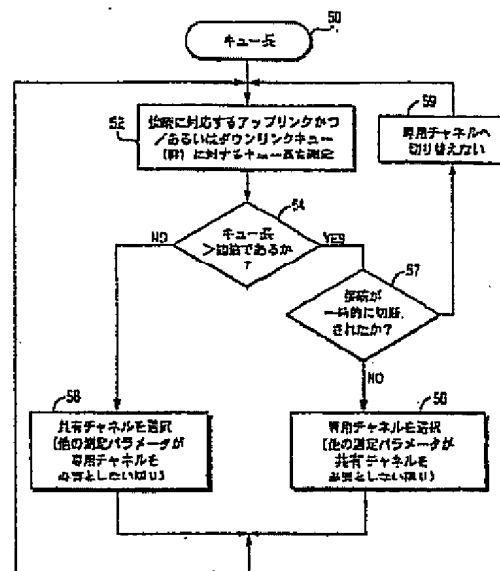 50
キュー長
52
接続に対応するアップリンクかつ
/あるいはダウンリンクキュー
(群)に対するキュー長を測定
59
専用チャンネルへ
切り替えない
54
キュー長
>閾値であるか
?
NO
YES
57
接続が
一時的に切断
されたか?
NO
58
共有チャネルを選択
(他の測定パラメータが
専用チャネルを
必要としない限り)
56
専用チャネルを選択
(他の測定パラメータが
共有チャネルを
必要としない限り)